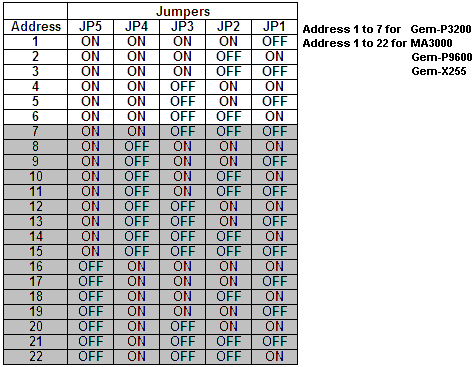 Jumpers
Address JP5 JP4 JP3 JP2 JP1
1 ON ON ON ON OFF
2 ON ON ON OFF ON
3 ON ON ON OFF OFF
4 ON ON OFF ON ON
5 ON ON OFF ON OFF
6 ON ON OFF OFF ON
7 ON ON OFF OFF OFF
8 ON OFF ON ON ON
9 ON OFF ON ON OFF
10 ON OFF ON OFF ON
11 ON OFF ON OFF OFF
12 ON OFF OFF ON ON
13 ON OFF OFF ON OFF
14 ON OFF OFF OFF ON
15 ON OFF OFF OFF OFF
16 OFF ON ON ON ON
17 OFF ON ON ON OFF
18 OFF ON ON OFF ON
19 OFF ON ON ON OFF
20 OFF ON OFF ON ON
21 OFF ON OFF OFF OFF
22 OFF ON OFF OFF ON
Address 1 to 7 for Gem-P3200
Address 1 to 22 for MA3000
Gem-P9600
Gem-X255